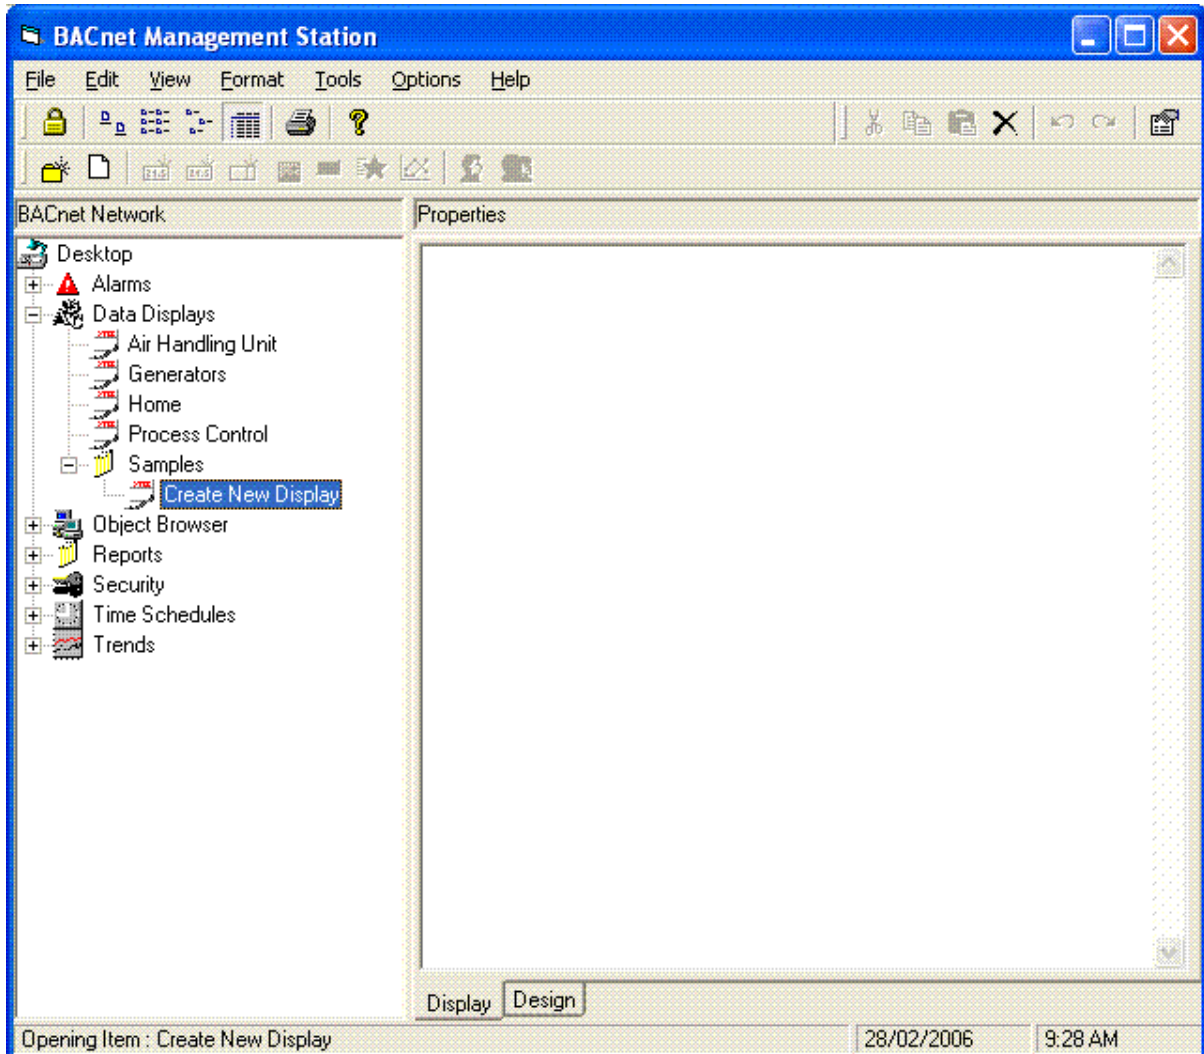 BACnet Management Station
File Edit View Format Tools Options Help
BACnet Network
Properties
Desktop
Alarms
Data Displays
Air Handling Unit
Generators
Home
Process Control
Samples
Create New Display
Object Browser
Reports
Security
Time Schedules
Trends
Display Design
Opening Item : Create New Display 28/02/2006 9:28 AM